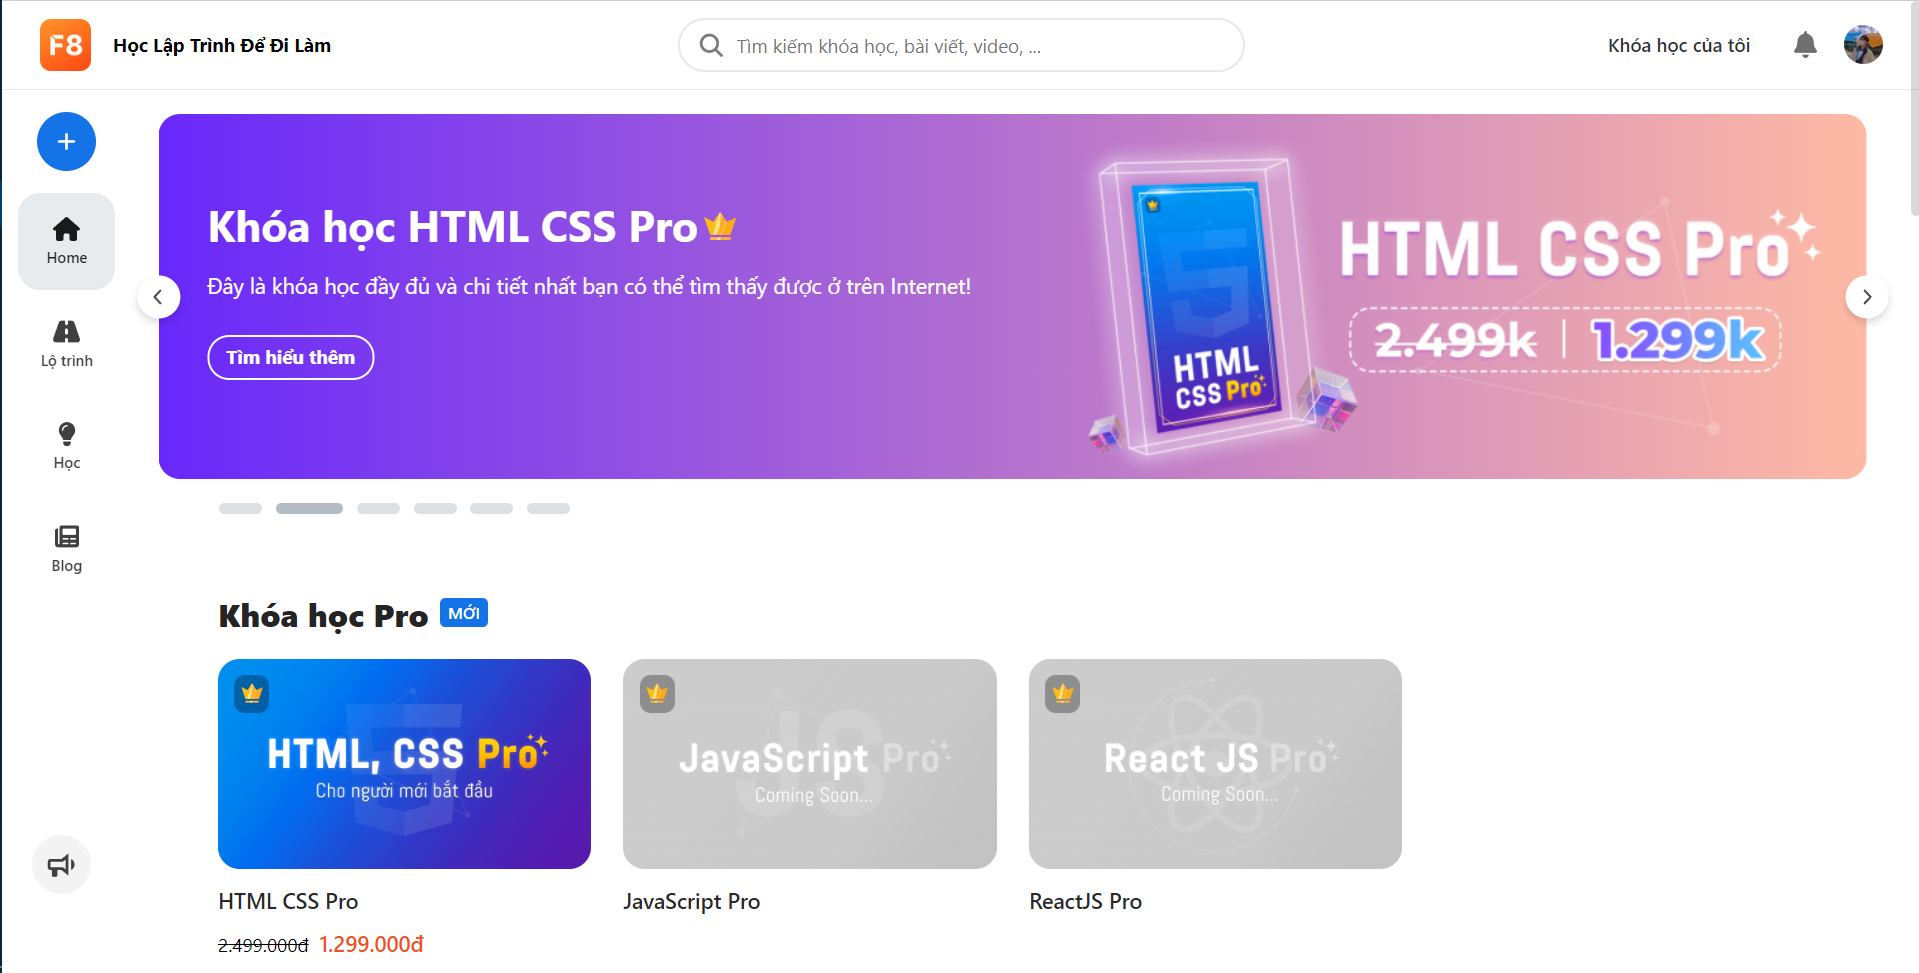 F8
Học Lập Trình Để Đi Làm
Tìm kiếm khóa học, bài viết, video, ...
Khóa học của tôi
Home
Lộ trình
Học
Blog
Khóa học HTML CSS Pro
Đây là khóa học đầy đủ và chi tiết nhất bạn có thể tìm thấy được ở trên Internet!
Tìm hiểu thêm
HTML
CSS Pro
HTML CSS Pro
2.499k | 1.299k
Khóa học Pro MỚI
HTML, CSS Pro
Cho người mới bắt đầu
HTML CSS Pro
2.499.000đ 1.299.000đ
JS
JavaScript Pro
Coming Soon...
JavaScript Pro
React JS Pro
Coming Soon...
ReactJS Pro